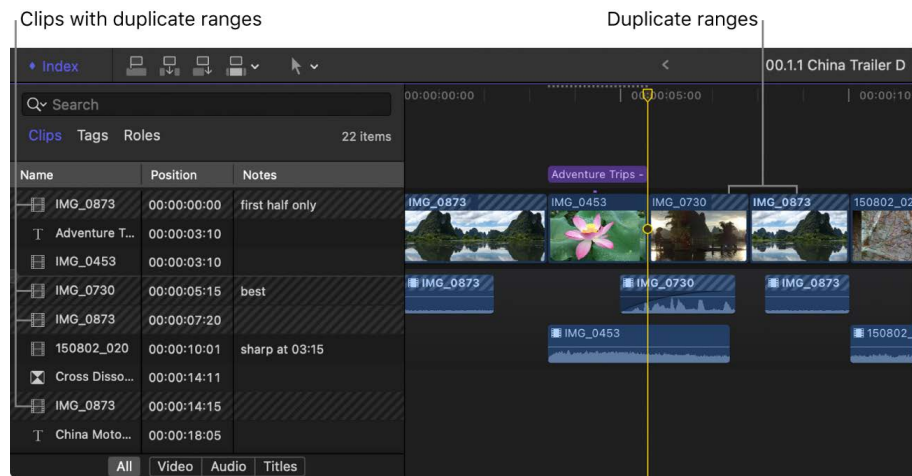 Clips with duplicate ranges
Duplicate ranges
Index
00.1.1 China Trailer D
Search
Clips Tags Roles 22 items
Name Position Notes
IMG_0873 00:00:00:00 first half only
T Adventure T... 00:00:03:10
IMG_0453 00:00:03:10
IMG_0730 00:00:05:15 best
IMG_0873 00:00:07:20
150802_020 00:00:10:01 sharp at 03:15
Cross Disso... 00:00:14:11
IMG_0873 00:00:14:15
T China Moto... 00:00:18:05
All Video Audio Titles
00:00:00:00 00:00:05:00 00:00:10
Adventure Trips -
IMG_0873 IMG_0453 IMG_0730 IMG_0873 150802_02
IMG_0873 IMG_0730 IMG_0873
IMG_0453 150802_